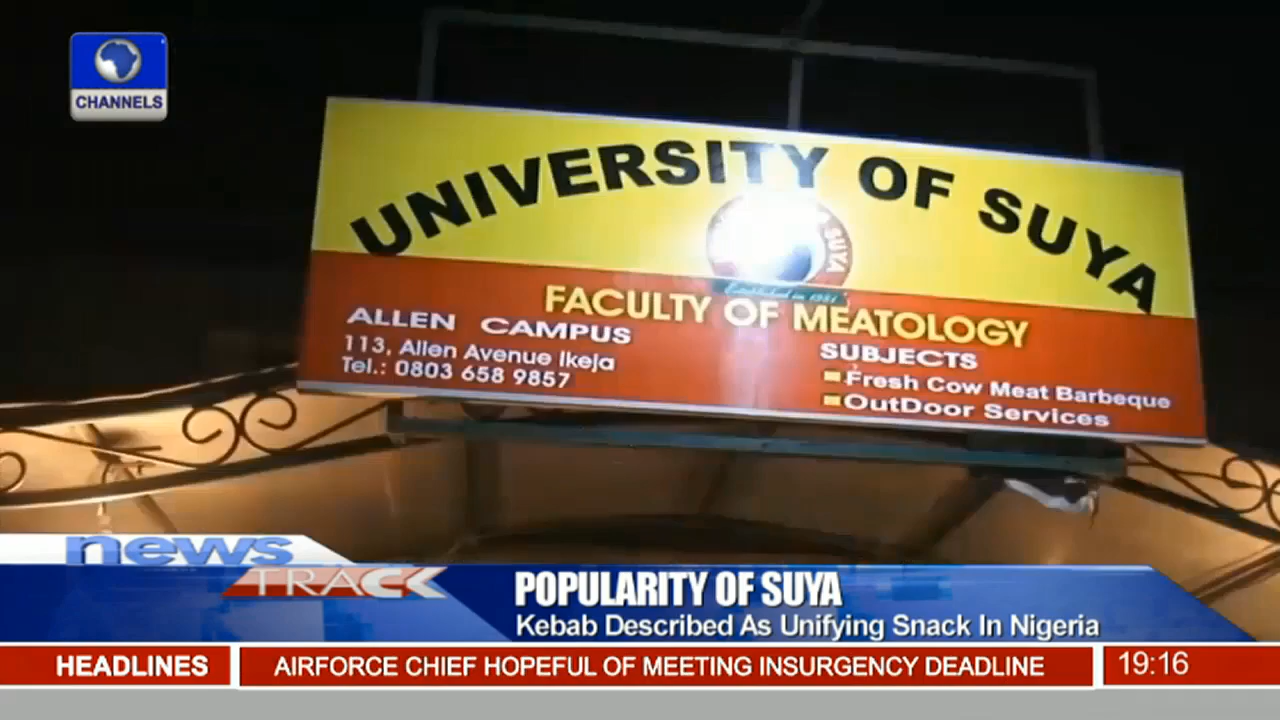 CHANNELS
UNIVERSITY OF SUYA
SUYA
Established in 1981
FACULTY OF MEATOLOGY
ALLEN CAMPUS
113, Allen Avenue Ikeja
Tel.: 0803 658 9857
SUBJECTS
Fresh Cow Meat Barbeque
OutDoor Services
news
TRACK
POPULARITY OF SUYA
Kebab Described As Unifying Snack In Nigeria
HEADLINES
AIRFORCE CHIEF HOPEFUL OF MEETING INSURGENCY DEADLINE
19:16